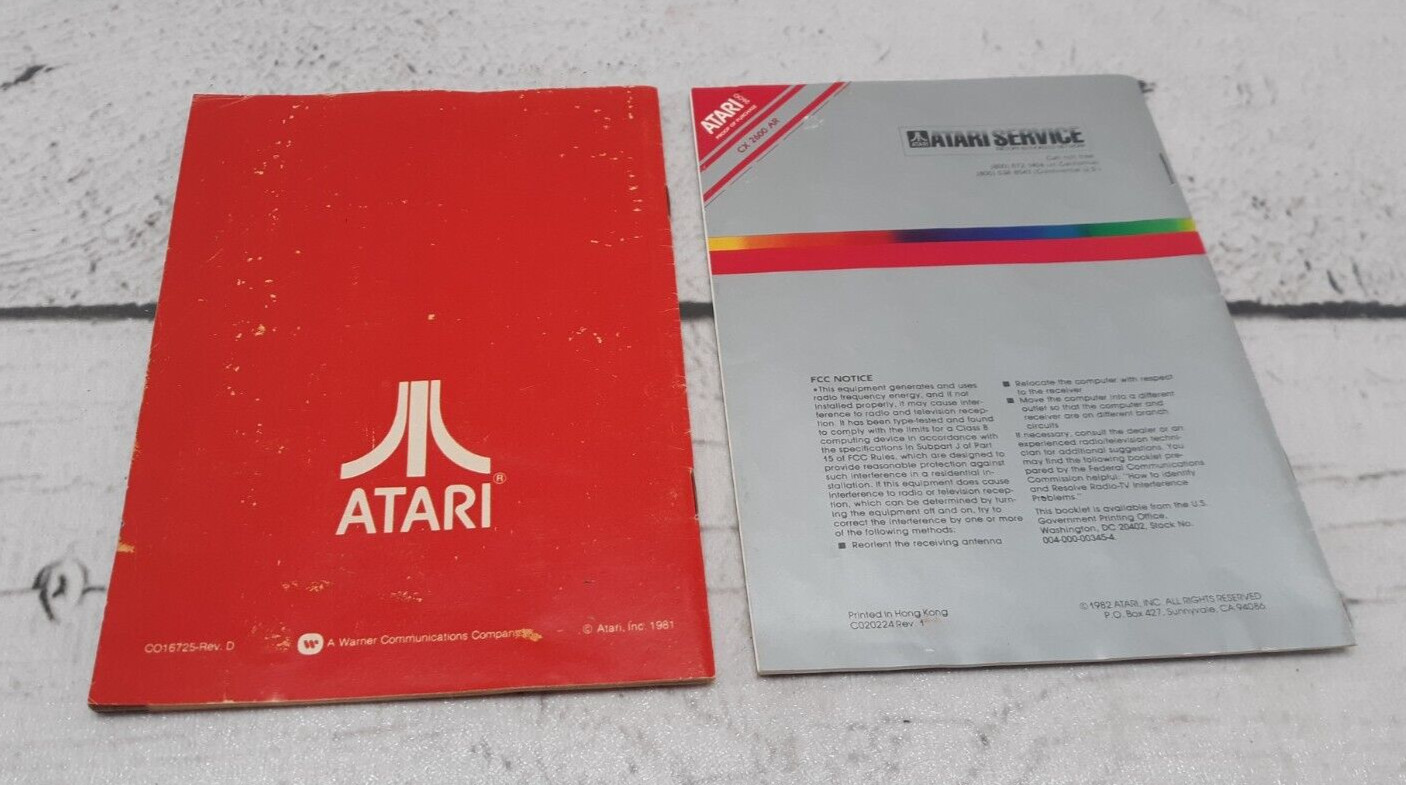 ATARI®
CO16725-Rev. D
A Warner Communications Company
© Atari, Inc. 1981
ATARI
PROOF OF PURCHASE
CX 2600 AR
ATARI SERVICE
Call toll free
FCC NOTICE
• This equipment generates and uses
radio frequency energy, and if not
installed properly, it may cause inter-
ference to radio and television recep-
tion. It has been type-tested and found
to comply with the limits for a Class B
computing device in accordance with
the specifications in Subpart J of Part
15 of FCC Rules, which are designed to
provide reasonable protection against
such interference in a residential in-
stallation. If this equipment does cause
interference to radio or television recep-
tion, which can be determined by turn-
ing the equipment off and on, try to
correct the interference by one or more
of the following methods:
■ Reorient the receiving antenna
■ Relocate the computer with respect
to the receiver
■ Move the computer into a different
outlet so that the computer and
receiver are on different branch
circuits
If necessary, consult the dealer or an
experienced radio/television techni-
cian for additional suggestions. You
may find the following booklet pre-
pared by the Federal Communications
Commission helpful: "How to Identify
and Resolve Radio-TV Interference
Problems."
This booklet is available from the U.S.
Government Printing Office,
Washington, DC 20402, Stock No.
004-000-00345-4.
Printed in Hong Kong
C020224 Rev. 1
© 1982 ATARI, INC. ALL RIGHTS RESERVED
P.O. Box 427, Sunnyvale, CA 94086